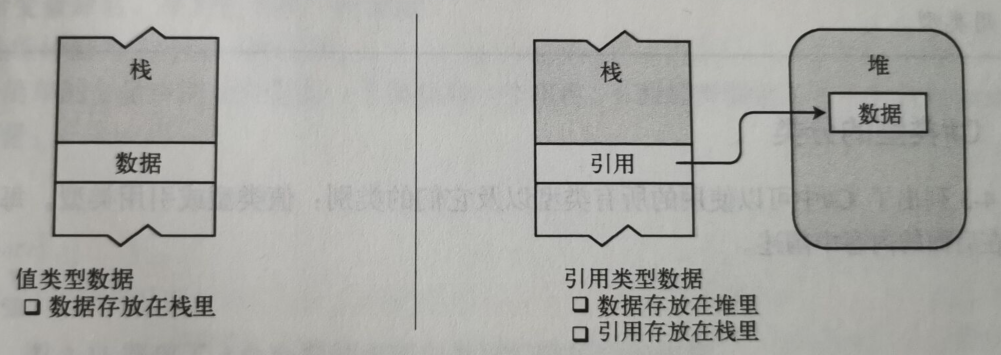 栈
数据
值类型数据
数据存放在栈里
栈
引用
堆
数据
引用类型数据
数据存放在堆里
引用存放在栈里